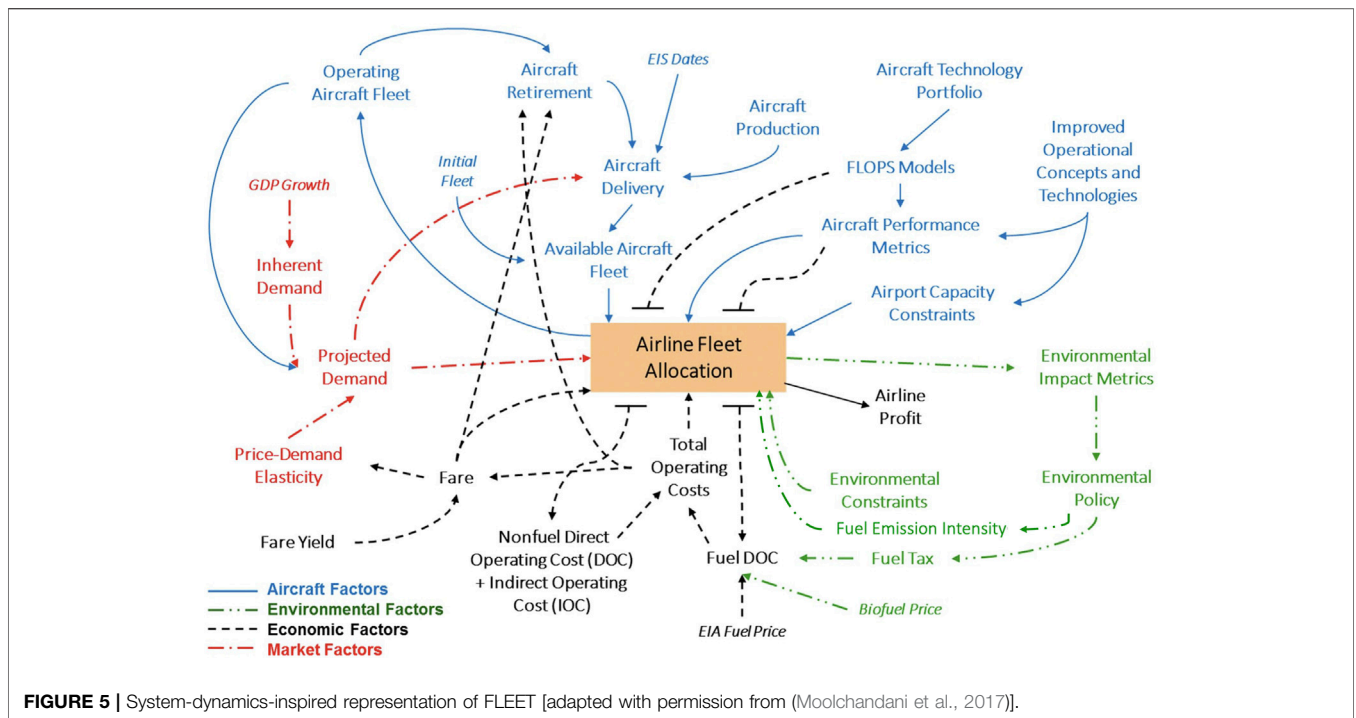 Operating
Aircraft Fleet
Aircraft
Retirement
EIS Dates
Aircraft Technology
Portfolio
Aircraft
Production
Improved
Operational
Concepts and
Technologies
Initial
Fleet
Aircraft
Delivery
FLOPS Models
GDP Growth
Aircraft Performance
Metrics
Inherent
Demand
Available Aircraft
Fleet
Airport Capacity
Constraints
Projected
Demand
Airline Fleet
Allocation
Environmental
Impact Metrics
Airline
Profit
Price-Demand
Elasticity
Fare
Total
Operating
Costs
Environmental
Constraints
Environmental
Policy
Fuel Emission Intensity
Fare Yield
Nonfuel Direct
Operating Cost (DOC)
+ Indirect Operating
Cost (IOC)
Fuel DOC
Fuel Tax
Biofuel Price
EIA Fuel Price
Aircraft Factors
Environmental Factors
Economic Factors
Market Factors
FIGURE 5 | System-dynamics-inspired representation of FLEET [adapted with permission from (Moolchandani et al., 2017)].